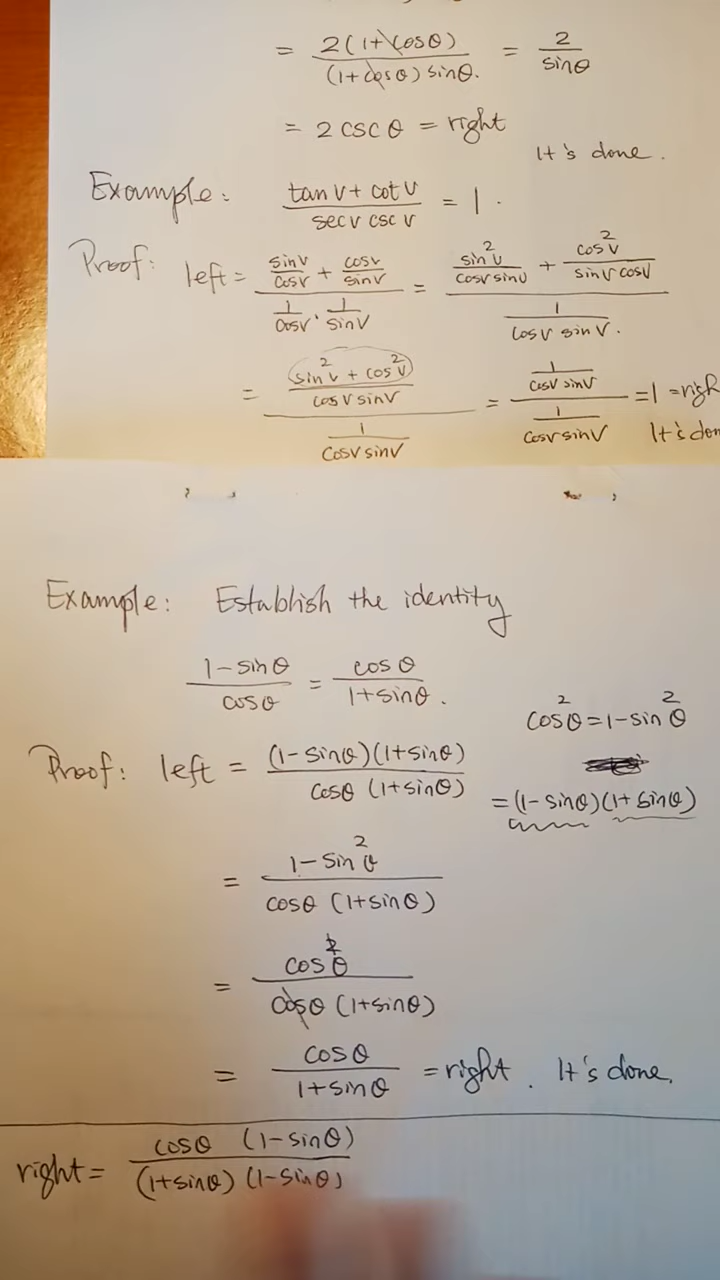 = 2(1+cosθ) / (1+cosθ) sinθ. = 2 / sinθ
= 2 csc θ = right
It's done.
Example: tan v + cot v / sec v csc v = 1.
Proof: left = sin v / cos v + cos v / sin v / 1 / cos v · 1 / sin v = sin² v / cos v sin v + cos² v / sin v cos v / 1 / cos v sin v.
= sin² v + cos² v / cos v sin v / 1 / cos v sin v = 1 / cos v sin v / 1 / cos v sin v = 1 = righ
It's don
Example: Establish the identity
1 - sinθ / cosθ = cosθ / 1 + sinθ.
cos²θ = 1 - sin²θ
Proof: left = (1 - sinθ)(1 + sinθ) / cosθ (1 + sinθ)
= (1 - sinθ)(1 + sinθ)
= 1 - sin²θ / cosθ (1 + sinθ)
= cos²θ / cosθ (1 + sinθ)
= cosθ / 1 + sinθ = right. It's done.
right = cosθ (1 - sinθ) / (1 + sinθ) (1 - sinθ)